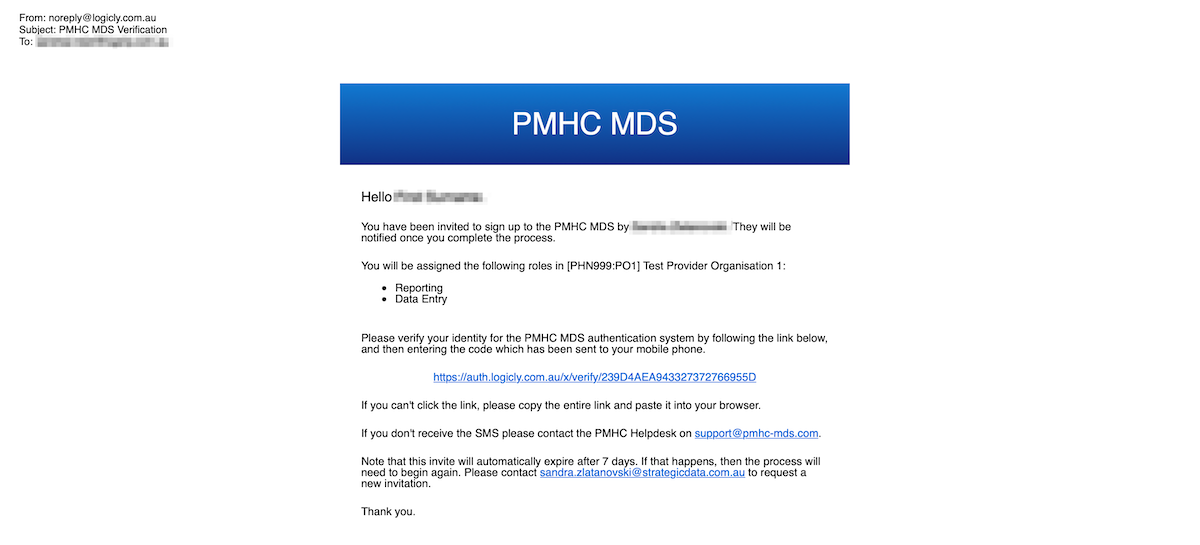 From: noreply@logicly.com.au
Subject: PMHC MDS Verification
To:
PMHC MDS
Hello
You have been invited to sign up to the PMHC MDS by They will be
notified once you complete the process.
You will be assigned the following roles in [PHN999:PO1] Test Provider Organisation 1:
• Reporting
• Data Entry
Please verify your identity for the PMHC MDS authentication system by following the link below,
and then entering the code which has been sent to your mobile phone.
https://auth.logicly.com.au/x/verify/239D4AEA943327372766955D
If you can't click the link, please copy the entire link and paste it into your browser.
If you don't receive the SMS please contact the PMHC Helpdesk on support@pmhc-mds.com.
Note that this invite will automatically expire after 7 days. If that happens, then the process will
need to begin again. Please contact sandra.zlatanovski@strategicdata.com.au to request a
new invitation.
Thank you.